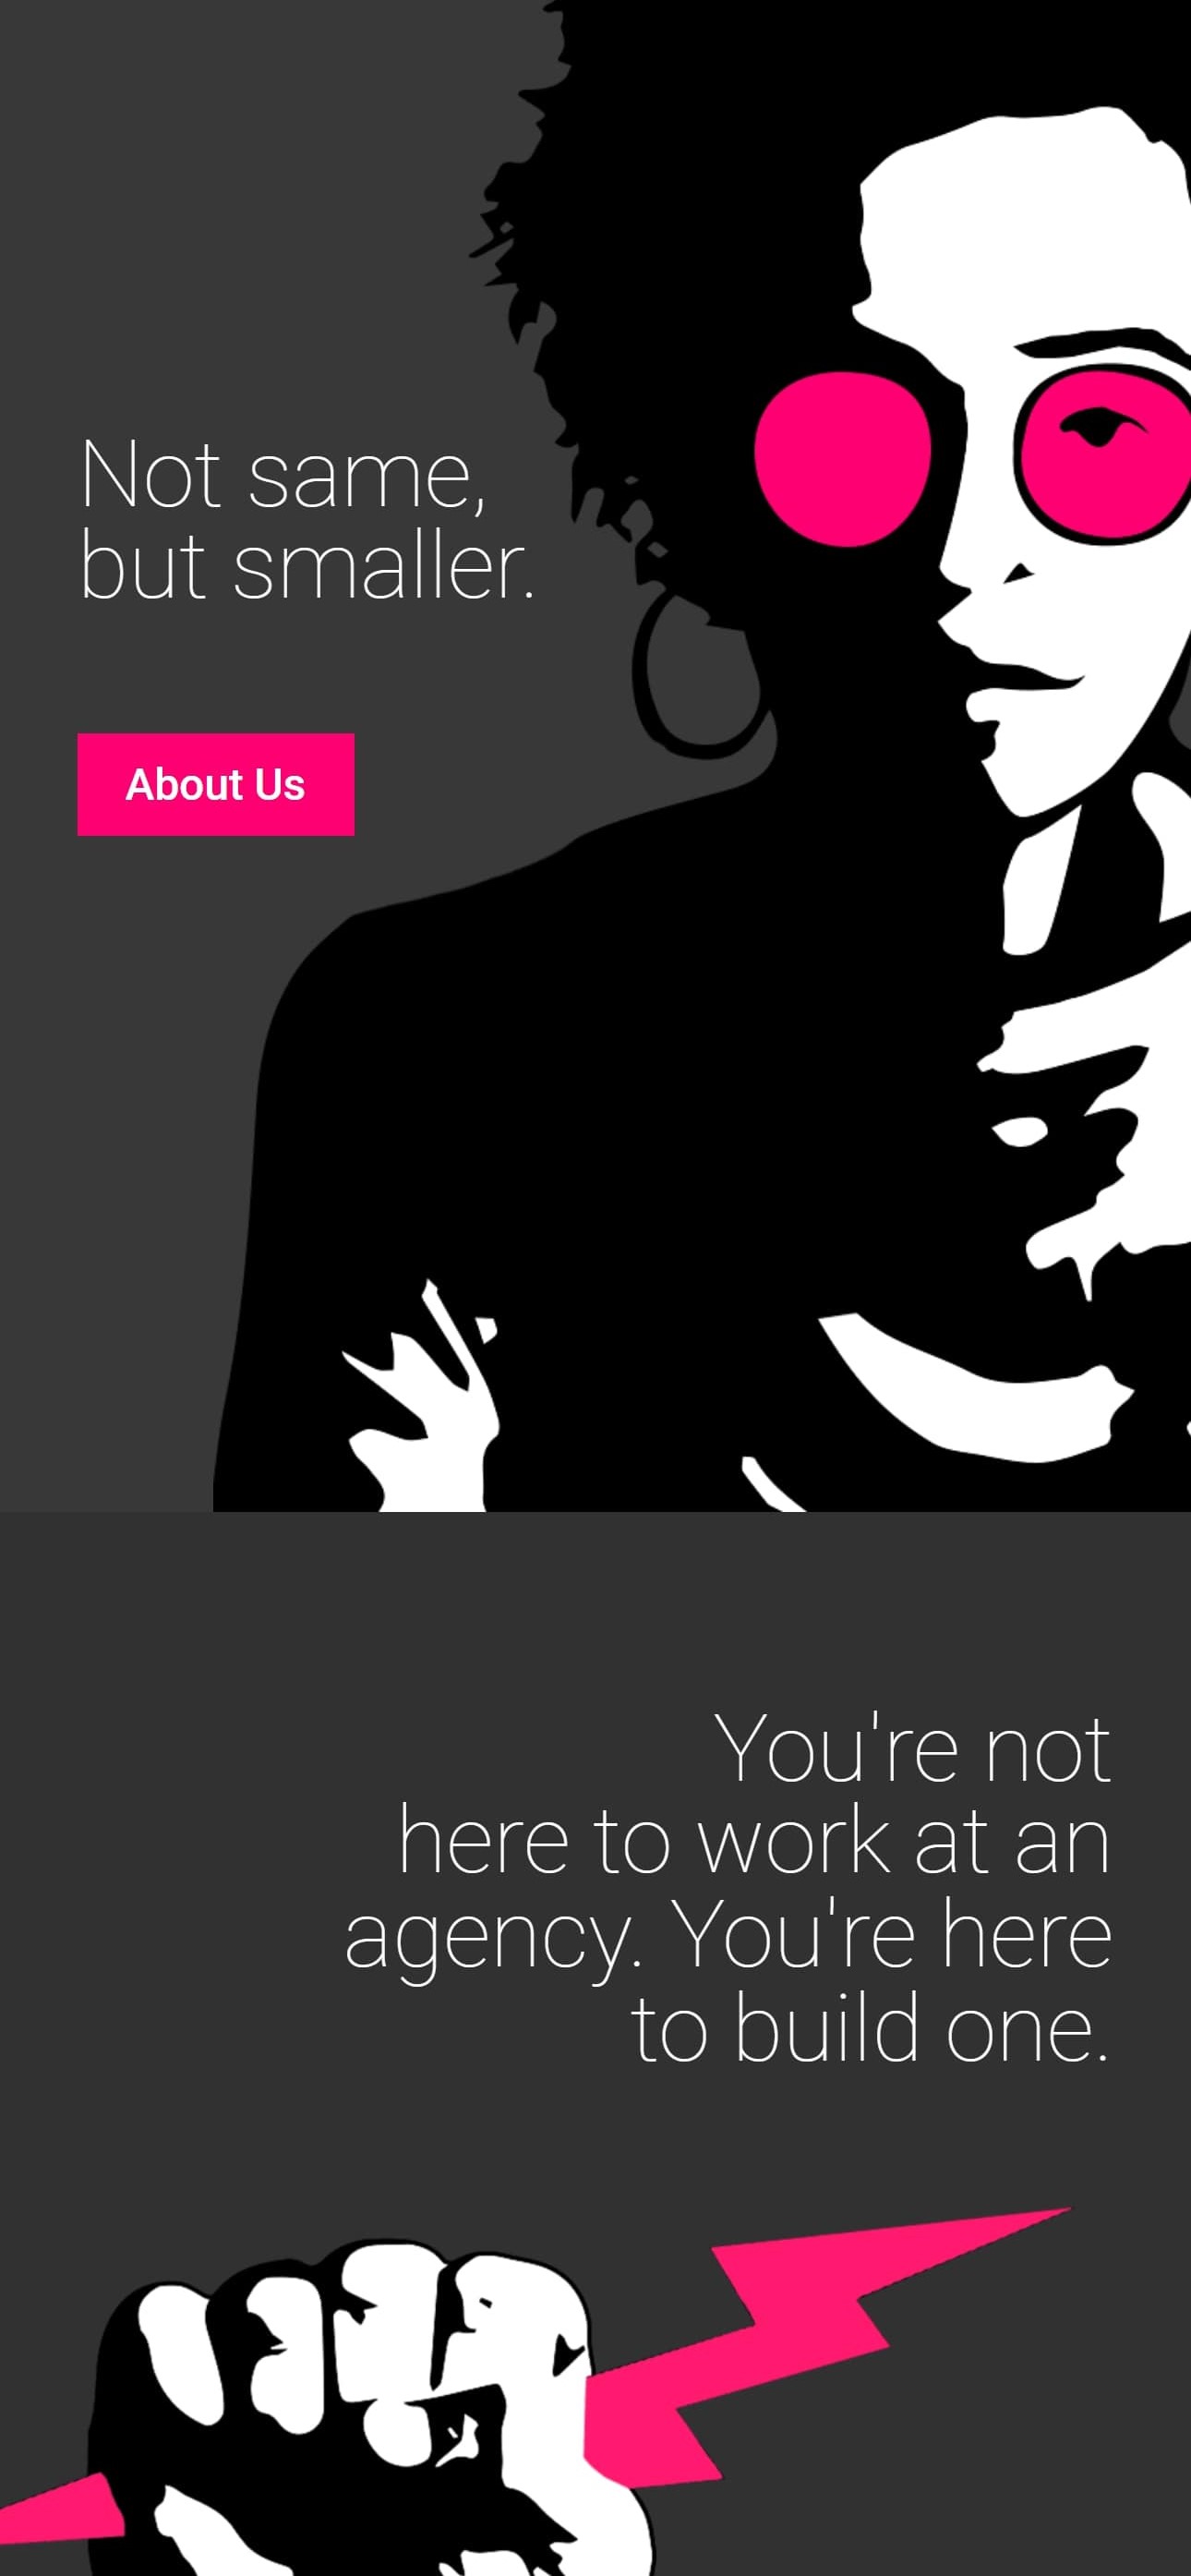 Not same,
but smaller.
About Us
You're not
here to work at an
agency. You're here
to build one.